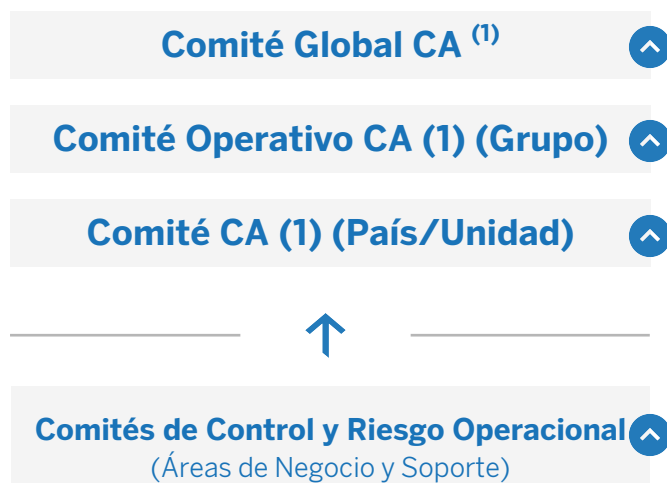 Comité Global CA (1)
Comité Operativo CA (1) (Grupo)
Comité CA (1) (País/Unidad)
Comités de Control y Riesgo Operacional
(Áreas de Negocio y Soporte)